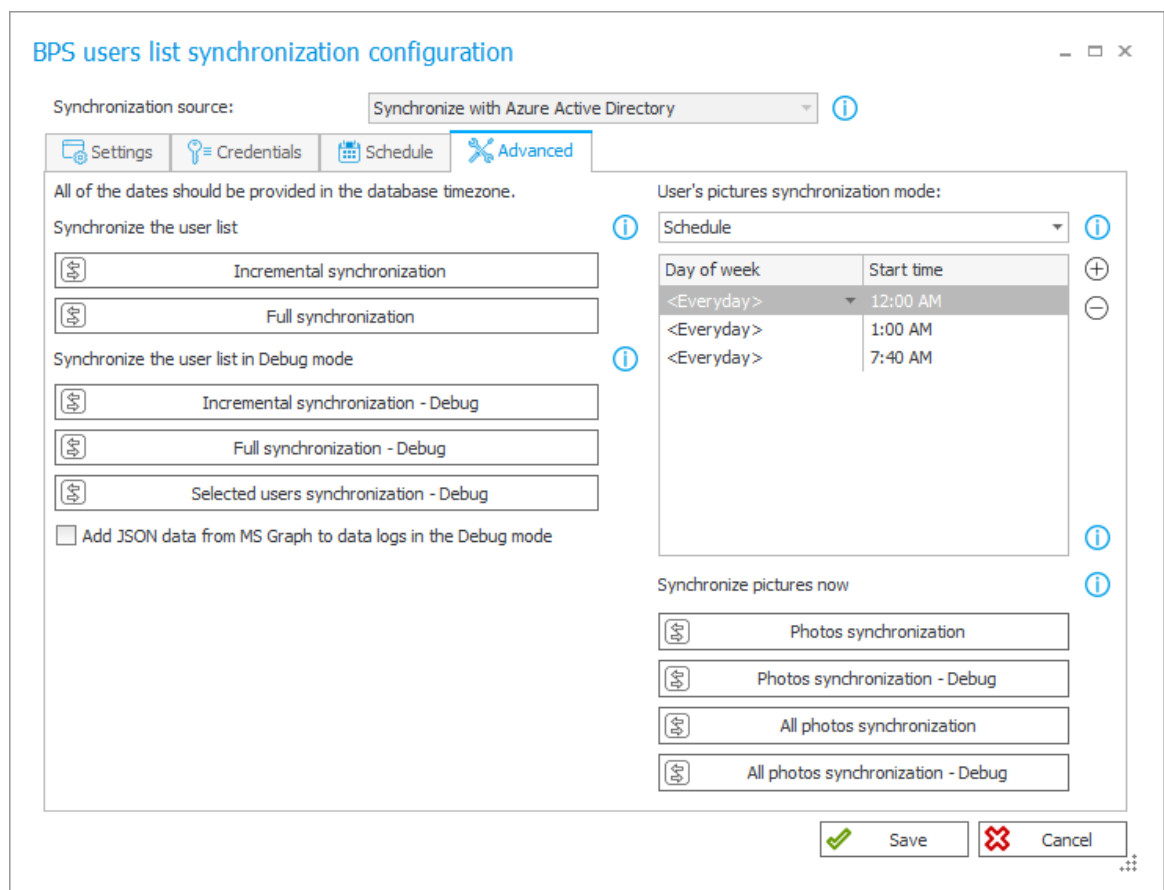 BPS users list synchronization configuration
Synchronization source:
Synchronize with Azure Active Directory
Settings
Credentials
Schedule
Advanced
All of the dates should be provided in the database timezone.
Synchronize the user list
Incremental synchronization
Full synchronization
Synchronize the user list in Debug mode
Incremental synchronization - Debug
Full synchronization - Debug
Selected users synchronization - Debug
Add JSON data from MS Graph to data logs in the Debug mode
User's pictures synchronization mode:
Schedule
Day of week Start time
<Everyday> 12:00 AM
<Everyday> 1:00 AM
<Everyday> 7:40 AM
Synchronize pictures now
Photos synchronization
Photos synchronization - Debug
All photos synchronization
All photos synchronization - Debug
Save
Cancel